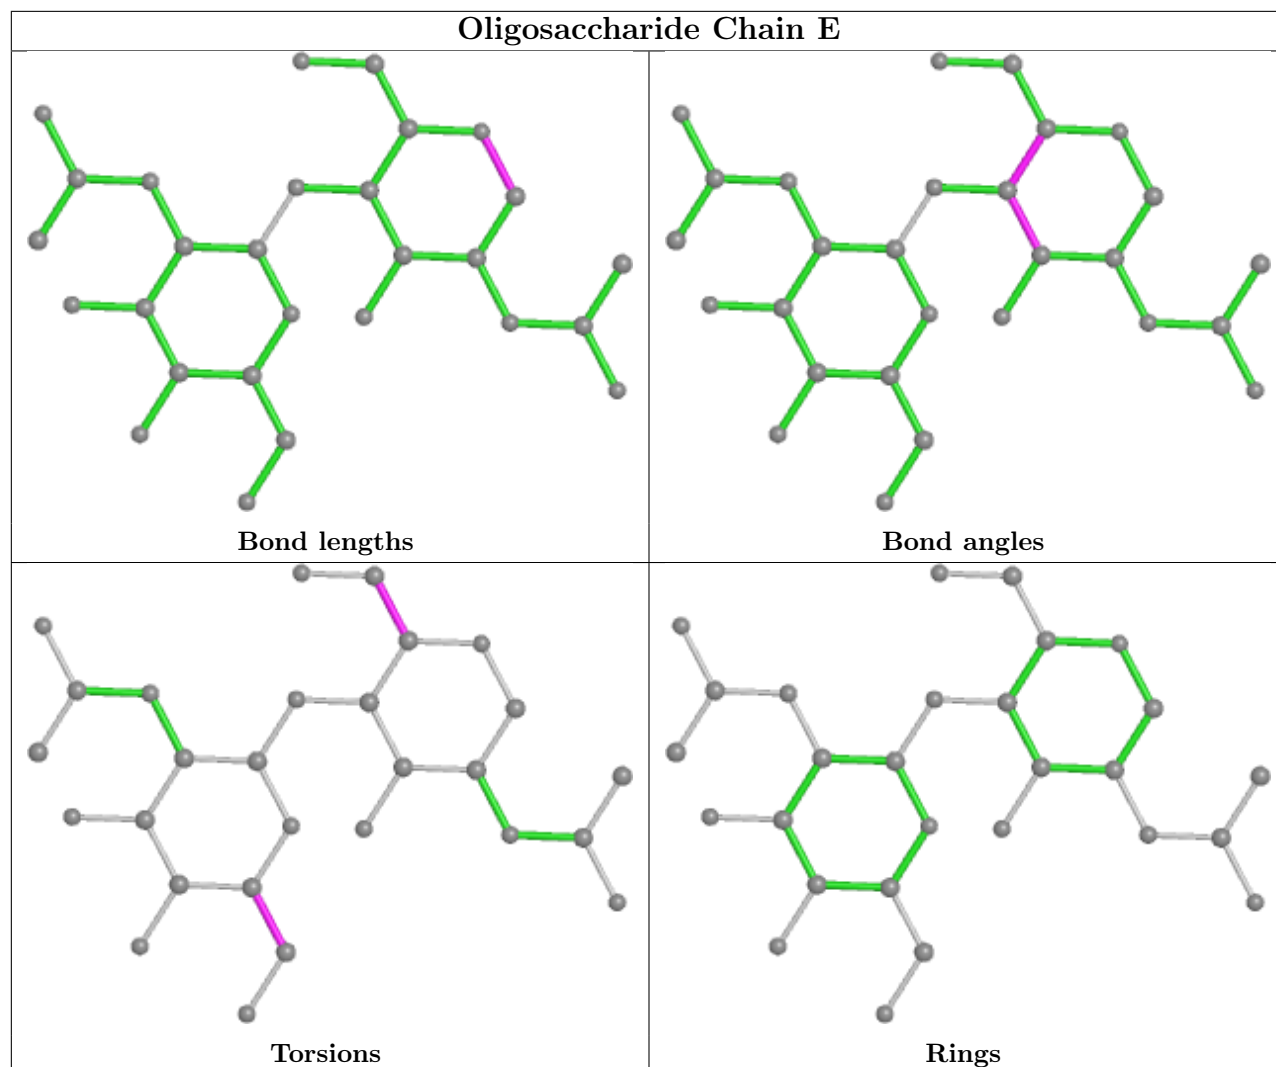 Oligosaccharide Chain E
Bond lengths
Bond angles
Torsions
Rings